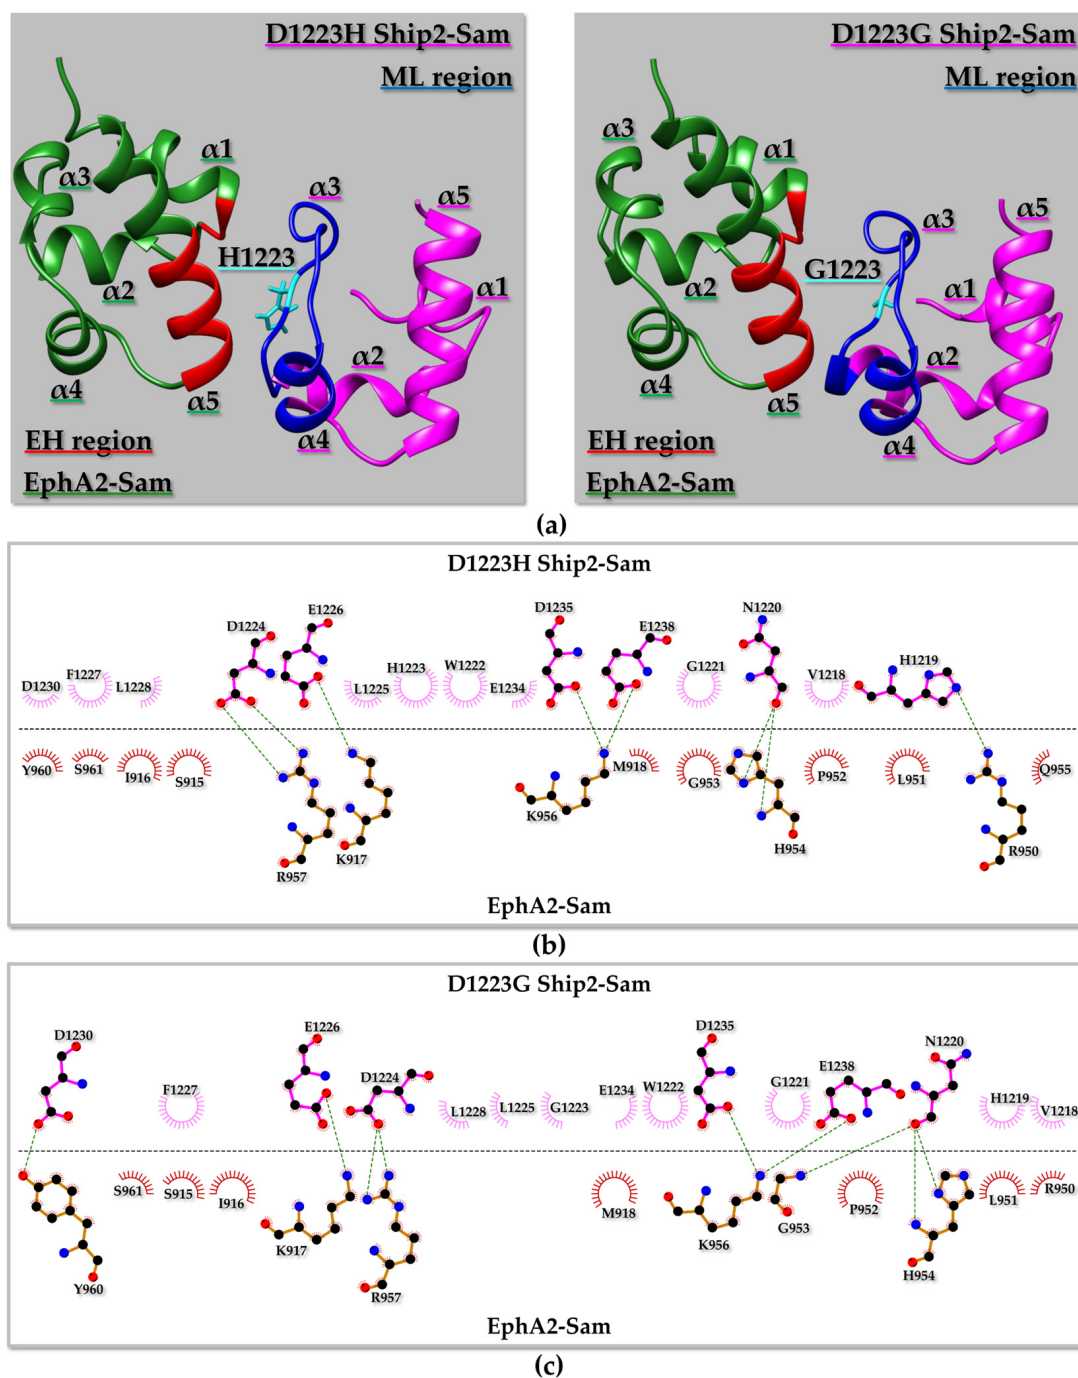 D1223H Ship2-Sam
ML region
α3
α1
α3
α5
H1223
α1
α2
α2
α4
α5
α4
EH region
EphA2-Sam
D1223G Ship2-Sam
ML region
α3
α1
α3
α5
G1223
α1
α2
α2
α4
α5
α4
EH region
EphA2-Sam
(a)
D1223H Ship2-Sam
E1226 D1235 N1220
D1224 E1238
F1227 H1223 W1222 G1221 V1218 H1219
D1230 L1228 L1225 E1234
Y960 S961 I916 S915 M918 G953 P952 L951 Q955
K956
K917 H954 R950
R957
EphA2-Sam
(b)
D1223G Ship2-Sam
D1230 E1226 D1235 N1220
D1224 E1238
F1227 L1228 L1225 G1223 E1234 W1222 G1221 H1219 V1218
S961 S915 I916 M918 P952 L951 R950
K917 K956 G953
Y960 R957 H954
EphA2-Sam
(c)